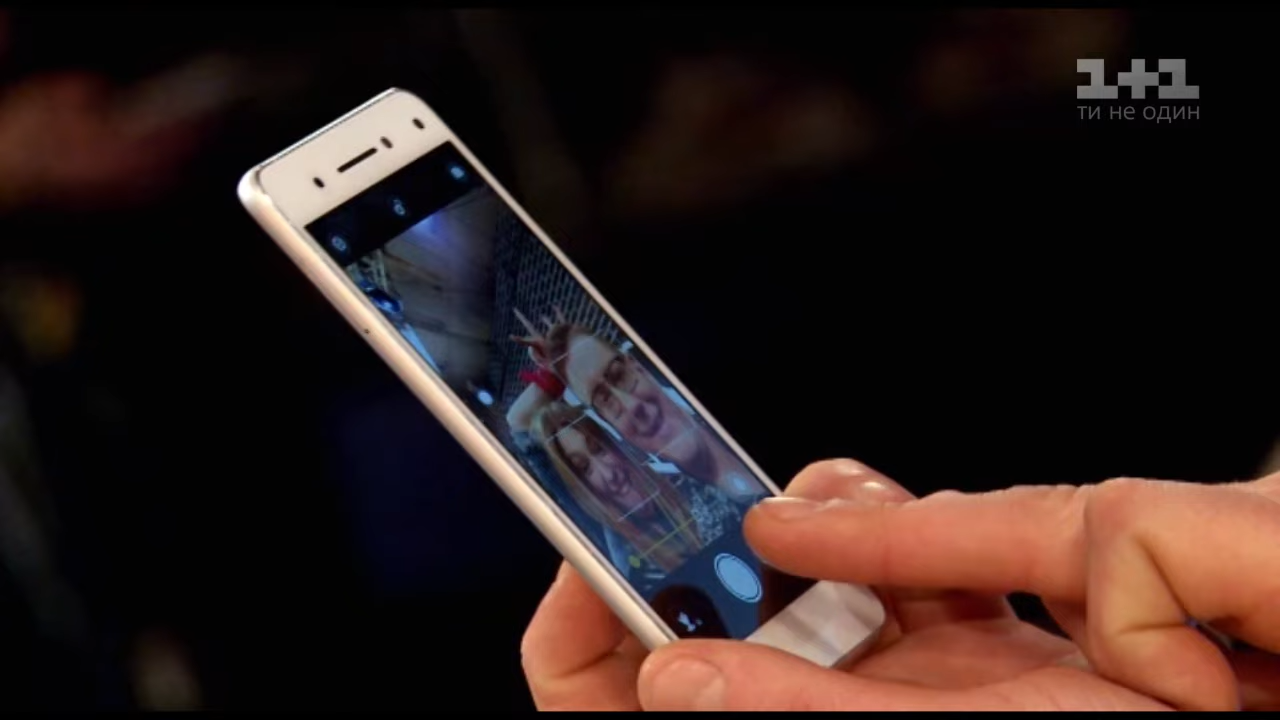 1+1
ти не один